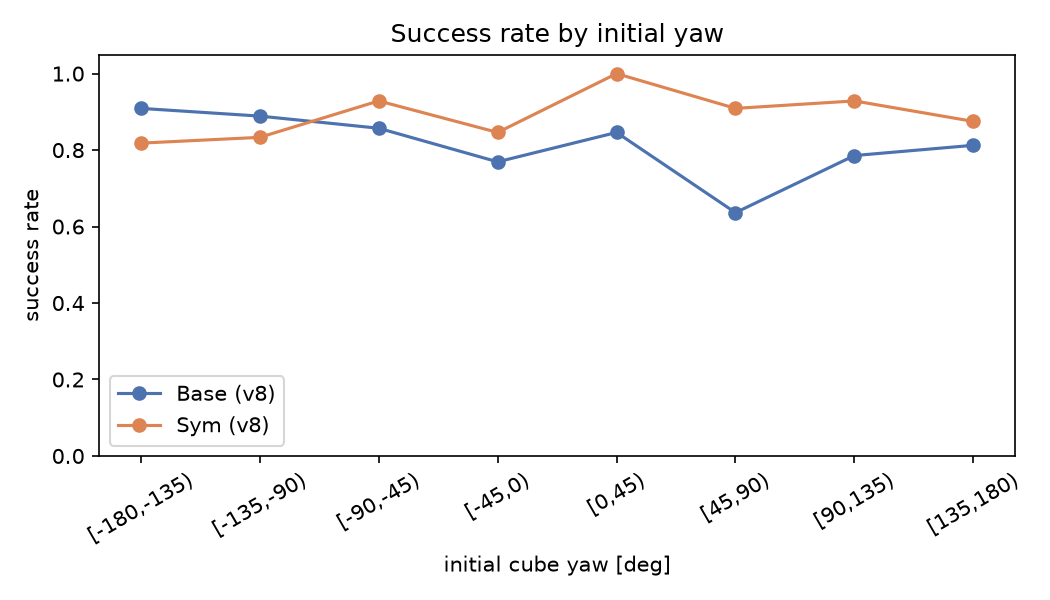 Success rate by initial yaw
success rate
1.0
0.8
0.6
0.4
0.2
0.0
Base (v8)
Sym (v8)
[-180,-135)
[-135,-90)
[-90,-45)
[-45,0)
[0,45)
[45,90)
[90,135)
[135,180)
initial cube yaw [deg]